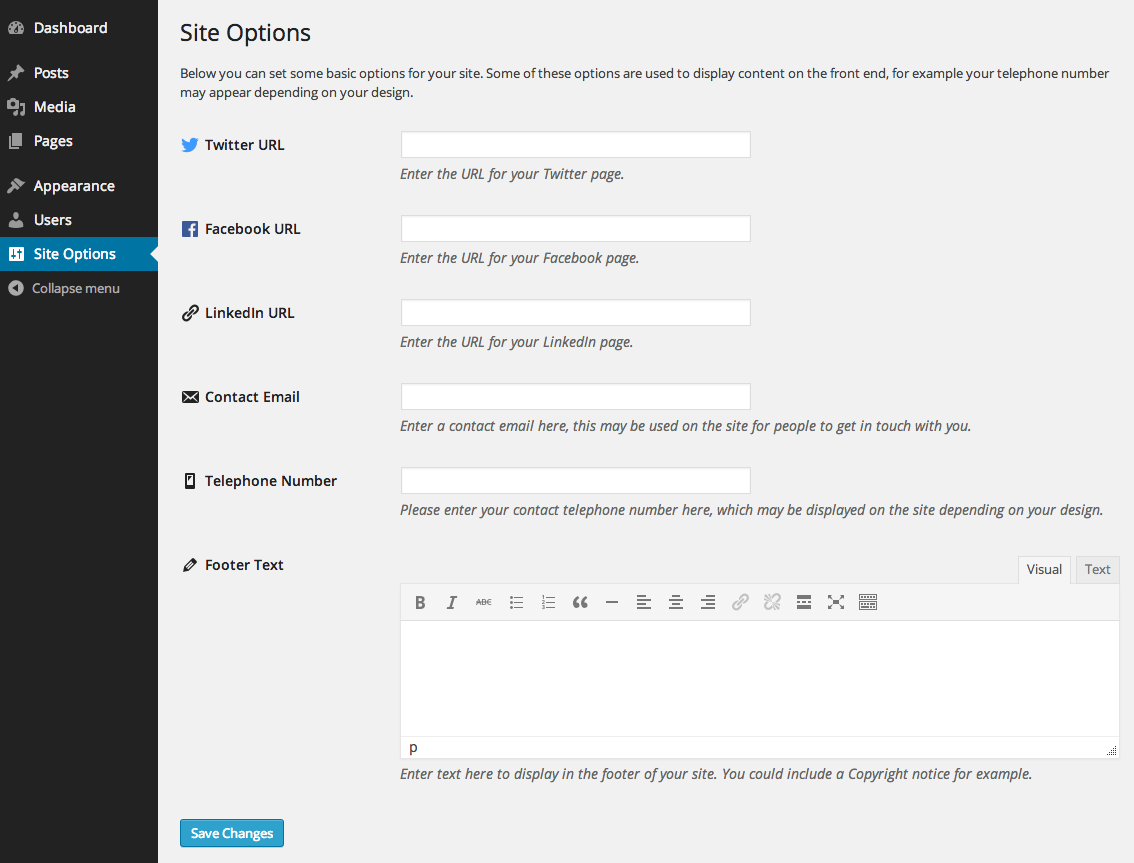 Dashboard
Posts
Media
Pages
Appearance
Users
Site Options
Collapse menu
Site Options
Below you can set some basic options for your site. Some of these options are used to display content on the front end, for example your telephone number
may appear depending on your design.
Twitter URL
Enter the URL for your Twitter page.
Facebook URL
Enter the URL for your Facebook page.
LinkedIn URL
Enter the URL for your LinkedIn page.
Contact Email
Enter a contact email here, this may be used on the site for people to get in touch with you.
Telephone Number
Please enter your contact telephone number here, which may be displayed on the site depending on your design.
Footer Text
Visual Text
B I ABC
p
Enter text here to display in the footer of your site. You could include a Copyright notice for example.
Save Changes